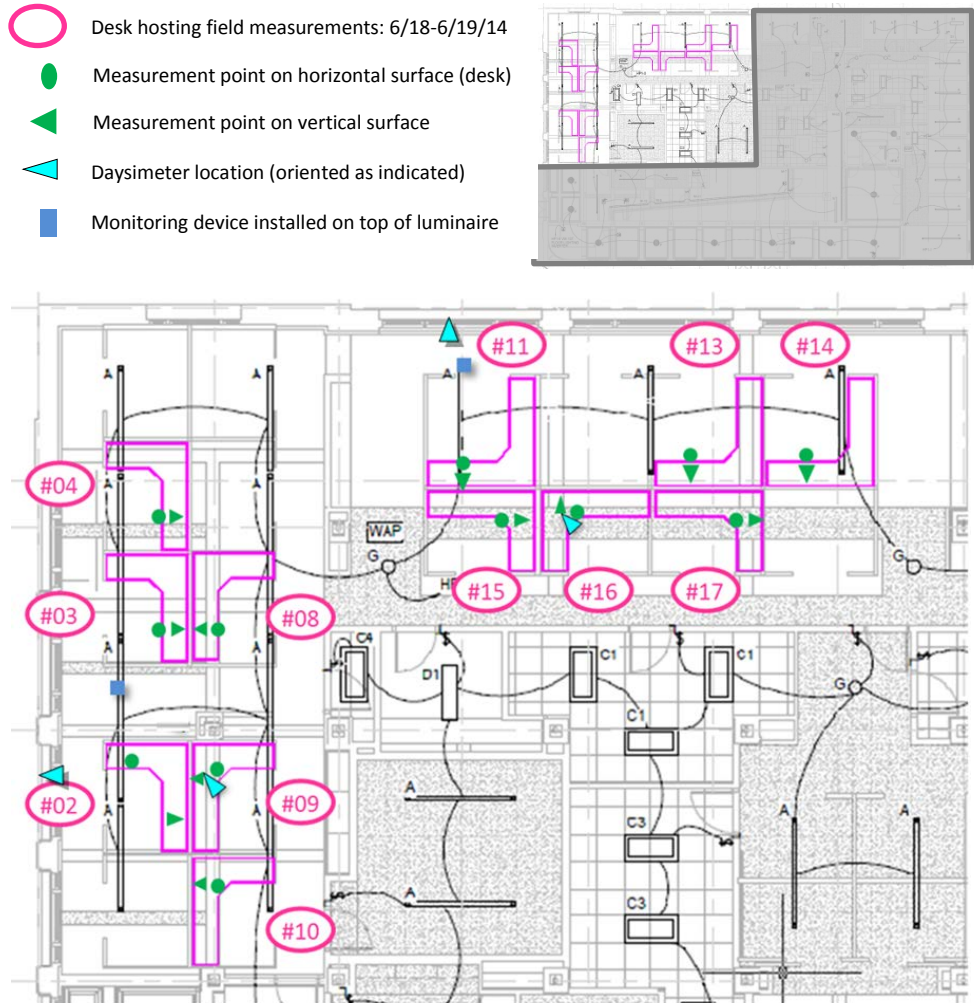 Desk hosting field measurements: 6/18-6/19/14
Measurement point on horizontal surface (desk)
Measurement point on vertical surface
Daysimeter location (oriented as indicated)
Monitoring device installed on top of luminaire
#11
#13
#14
A
A
A
A
A
#04
A
WAP
G
G
#15
#16
#17
#03
#08
A
A
C4
D1
C1
C1
G
C1
#02
#09
A
A
A
A
A
C3
A
C3
#10